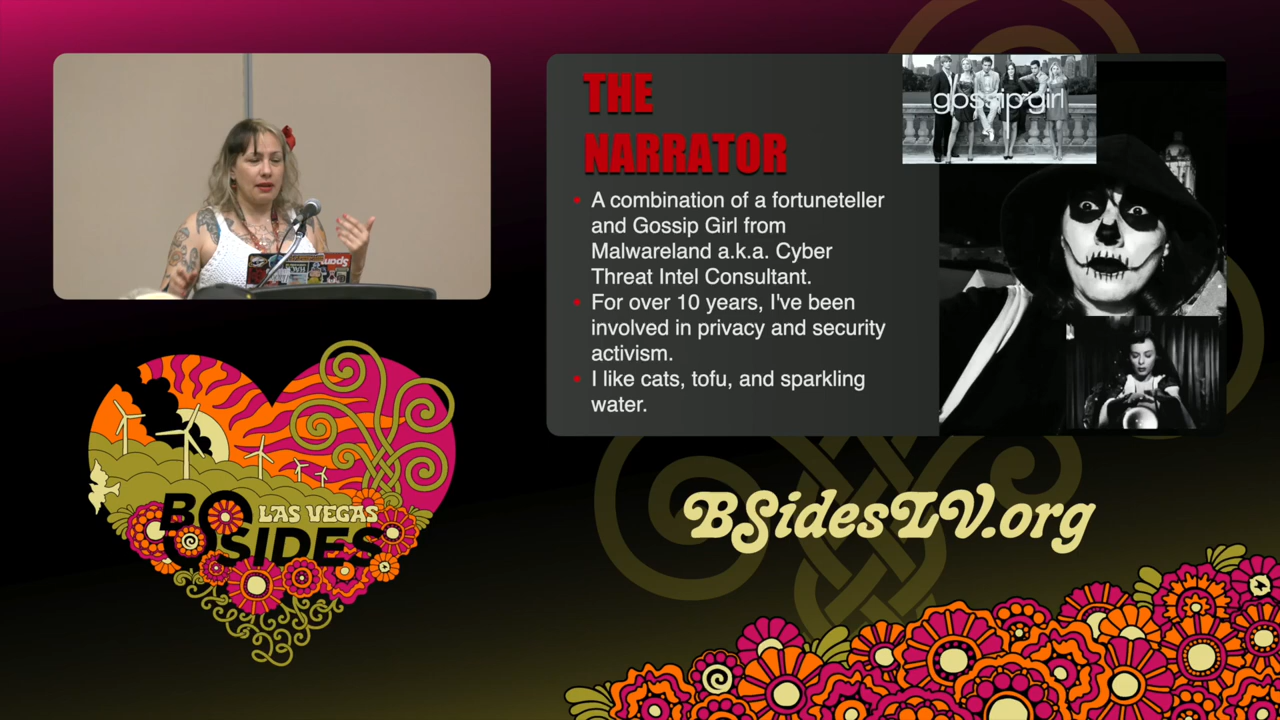 THE
NARRATOR
gossip girl
• A combination of a fortuneteller
and Gossip Girl from
Malwareland a.k.a. Cyber
Threat Intel Consultant.
• For over 10 years, I've been
involved in privacy and security
activism.
• I like cats, tofu, and sparkling
water.
LAS VEGAS
BSIDES
BSidesLV.org